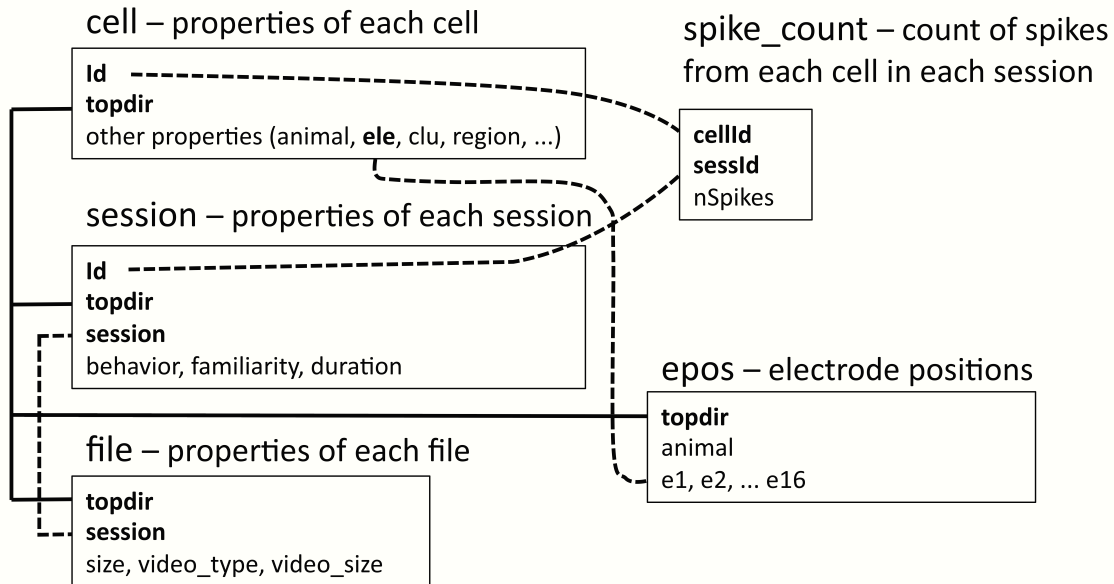 cell – properties of each cell
Id
topdir
other properties (animal, ele, clu, region, ...)
spike_count – count of spikes
from each cell in each session
cellId
sessId
nSpikes
session – properties of each session
Id
topdir
session
behavior, familiarity, duration
epos – electrode positions
topdir
animal
e1, e2, ... e16
file – properties of each file
topdir
session
size, video_type, video_size